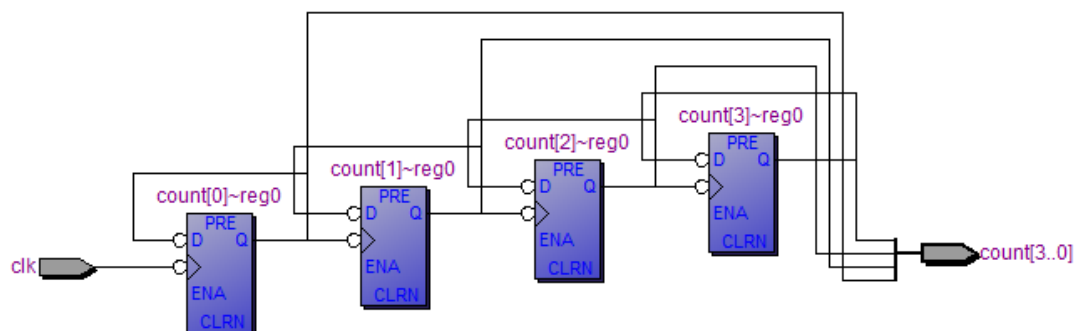 count[3]~reg0
PRE
D Q
ENA
CLRN
count[2]~reg0
PRE
D Q
ENA
CLRN
count[1]~reg0
PRE
D Q
ENA
CLRN
count[0]~reg0
PRE
D Q
ENA
CLRN
clk
count[3..0]